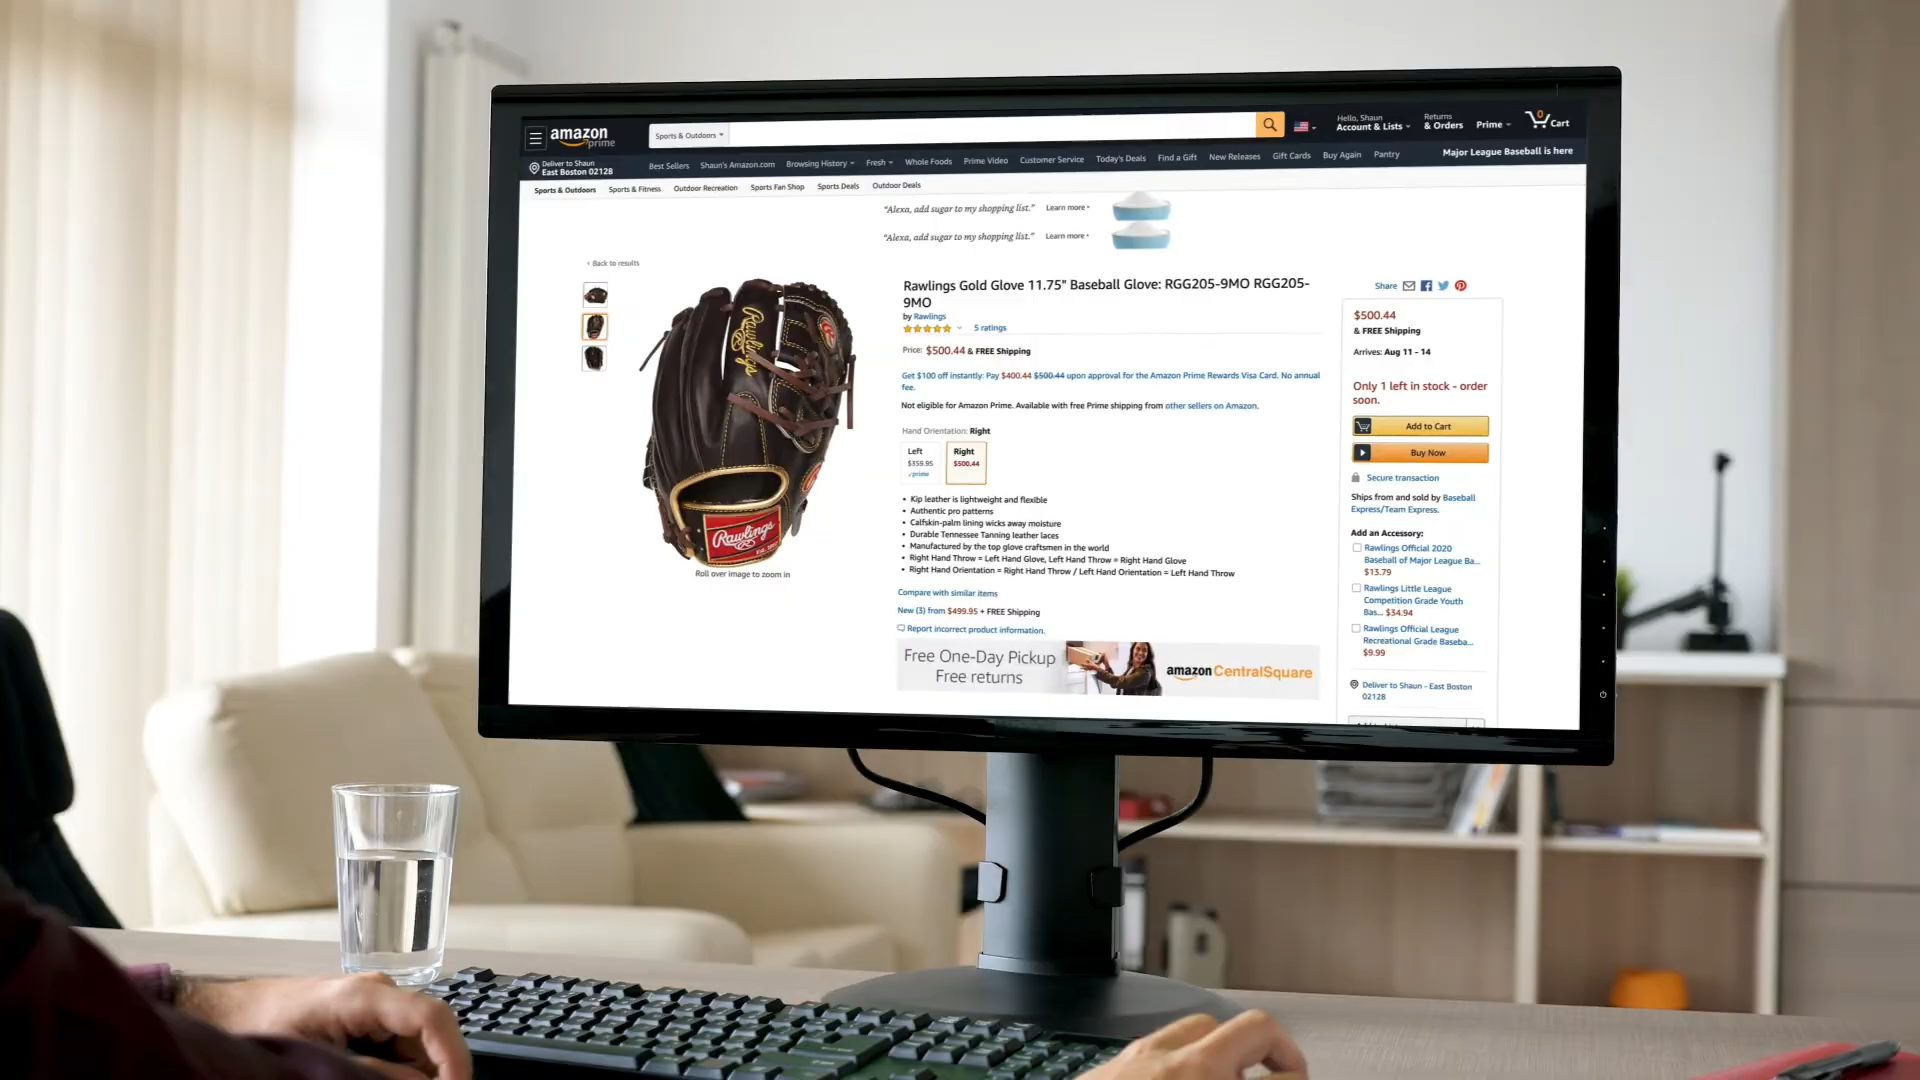 amazon
prime
Sports & Outdoors
Hello, Shaun
Account & Lists
Returns
& Orders
Prime
0
Cart
Deliver to Shaun
East Boston 02128
Best Sellers Shaun's Amazon.com Browsing History Fresh Whole Foods Prime Video Customer Service Today's Deals Find a Gift New Releases Gift Cards Buy Again Pantry
Major League Baseball is here
Sports & Outdoors Sports & Fitness Outdoor Recreation Sports Fan Shop Sports Deals Outdoor Deals
"Alexa, add sugar to my shopping list." Learn more
"Alexa, add sugar to my shopping list." Learn more
‹ Back to results
Rawlings
Rawlings
EST.
Roll over image to zoom in
Rawlings Gold Glove 11.75" Baseball Glove: RGG205-9MO RGG205-
9MO
by Rawlings
5 ratings
Price: $500.44 & FREE Shipping
Get $100 off instantly: Pay $400.44 $500.44 upon approval for the Amazon Prime Rewards Visa Card. No annual
fee.
Not eligible for Amazon Prime. Available with free Prime shipping from other sellers on Amazon.
Hand Orientation: Right
Left
$359.95
prime
Right
$500.44
• Kip leather is lightweight and flexible
• Authentic pro patterns
• Calfskin-palm lining wicks away moisture
• Durable Tennessee Tanning leather laces
• Manufactured by the top glove craftsmen in the world
• Right Hand Throw = Left Hand Glove, Left Hand Throw = Right Hand Glove
• Right Hand Orientation = Right Hand Throw / Left Hand Orientation = Left Hand Throw
Compare with similar items
New (3) from $499.95 + FREE Shipping
Report incorrect product information.
Free One-Day Pickup
Free returns
amazon CentralSquare
Share
$500.44
& FREE Shipping
Arrives: Aug 11 - 14
Only 1 left in stock - order
soon.
Add to Cart
Buy Now
Secure transaction
Ships from and sold by Baseball
Express/Team Express.
Add an Accessory:
Rawlings Official 2020
Baseball of Major League Ba...
$13.79
Rawlings Little League
Competition Grade Youth
Bas... $34.94
Rawlings Official League
Recreational Grade Baseba...
$9.99
Deliver to Shaun - East Boston
02128